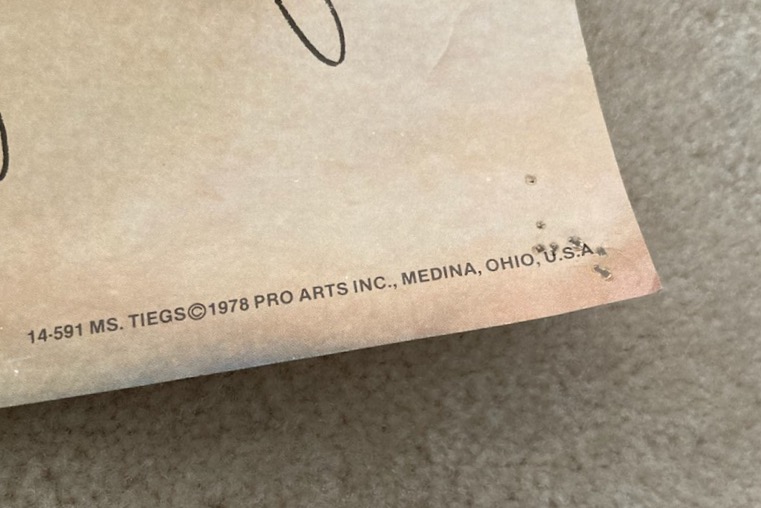 14-591 MS. TIEGS©1978 PRO ARTS INC., MEDINA, OHIO, U.S.A.